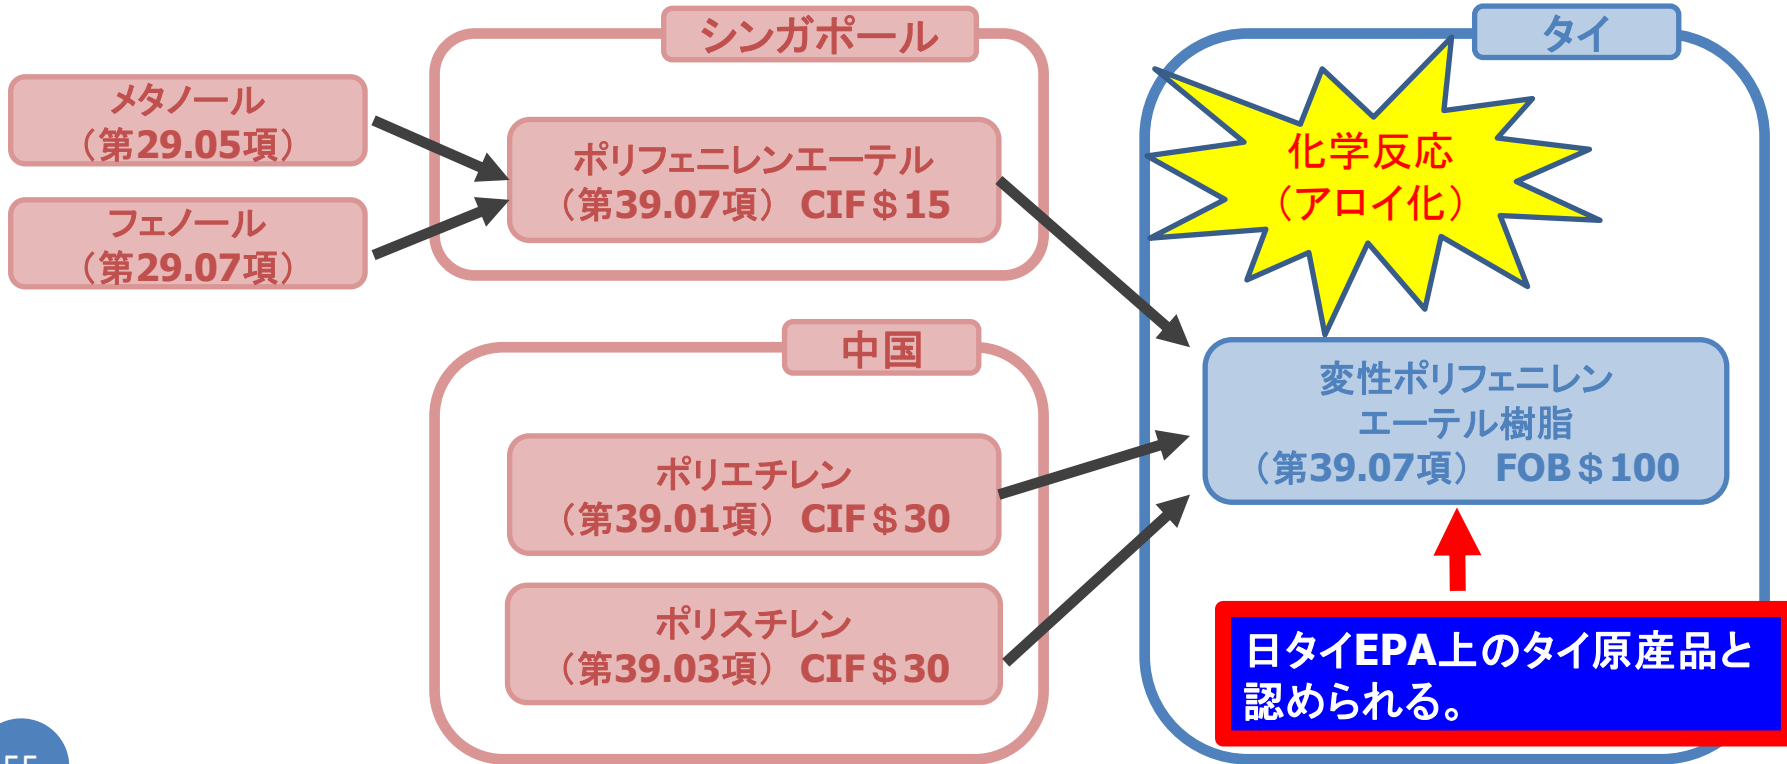 シンガポール
タイ
メタノール
（第29.05項）
フェノール
（第29.07項）
ポリフェニレンエーテル
（第39.07項） CIF＄15
化学反応
（アロイ化）
中国
ポリエチレン
（第39.01項） CIF＄30
ポリスチレン
（第39.03項） CIF＄30
変性ポリフェニレン
エーテル樹脂
（第39.07項） FOB＄100
日タイEPA上のタイ原産品と
認められる。